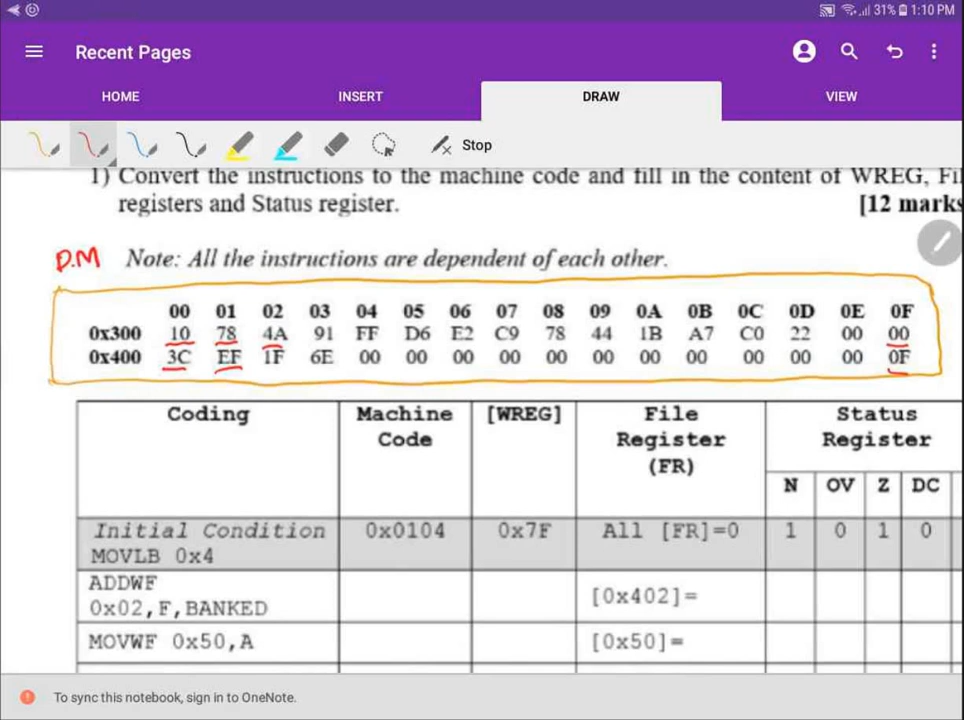 31% 1:10 PM
Recent Pages
HOME INSERT DRAW VIEW
Stop
1) Convert the instructions to the machine code and fill in the content of WREG, Fil
registers and Status register. [12 marks
D.M Note: All the instructions are dependent of each other.
00 01 02 03 04 05 06 07 08 09 0A 0B 0C 0D 0E 0F
0x300 10 78 4A 91 FF D6 E2 C9 78 44 1B A7 C0 22 00 00
0x400 3C EF 1F 6E 00 00 00 00 00 00 00 00 00 00 00 0F
Coding Machine Code [WREG] File Register (FR) Status Register
N OV Z DC
Initial Condition
MOVLB 0x4 0x0104 0x7F All [FR]=0 1 0 1 0
ADDWF
0x02,F,BANKED [0x402]=
MOVWF 0x50,A [0x50]=
To sync this notebook, sign in to OneNote.